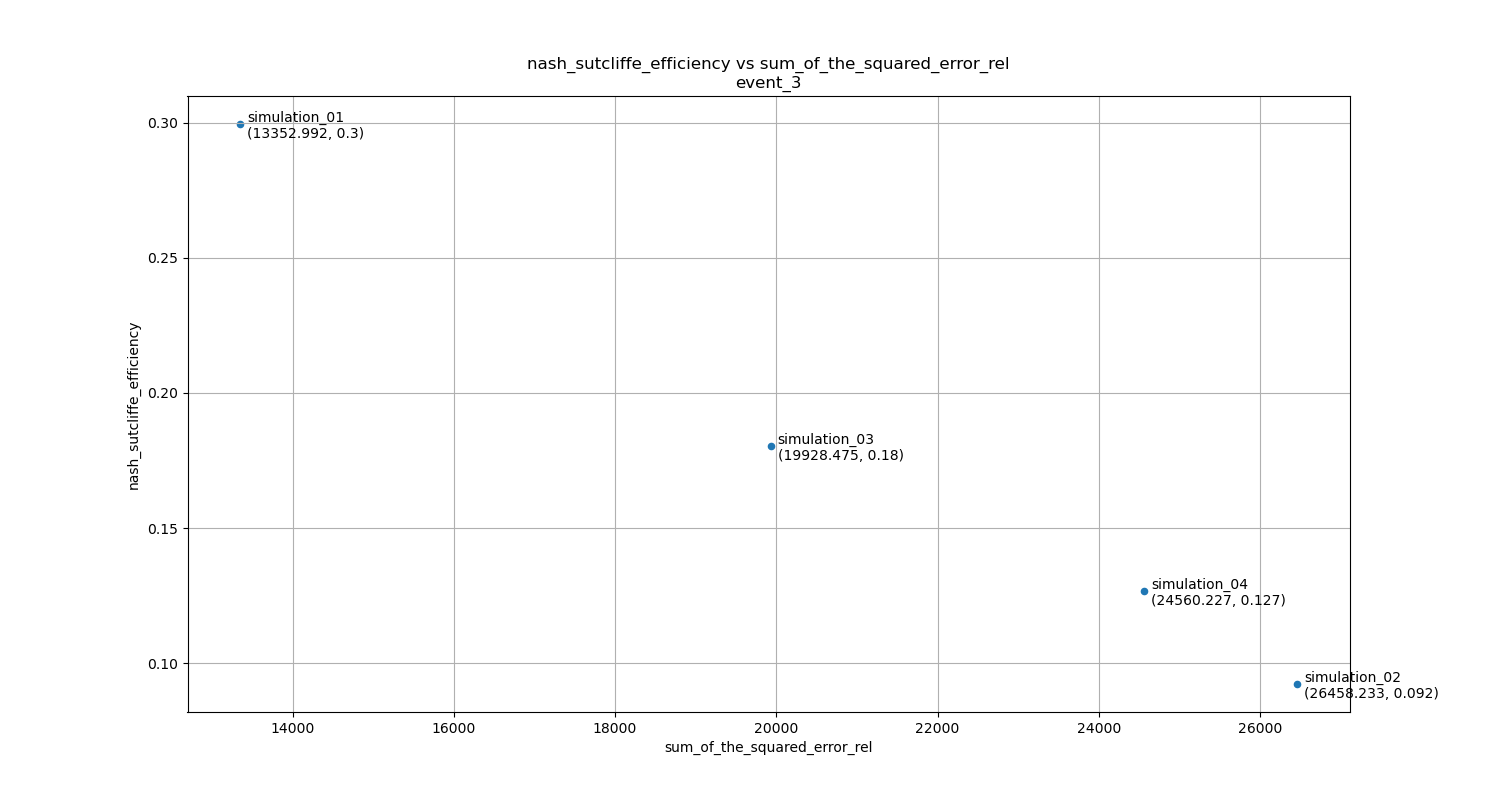 nash_sutcliffe_efficiency vs sum_of_the_squared_error_rel
event_3
nash_sutcliffe_efficiency
0.30
0.25
0.20
0.15
0.10
simulation_01
(13352.992, 0.3)
simulation_03
(19928.475, 0.18)
simulation_04
(24560.227, 0.127)
simulation_02
(26458.233, 0.092)
14000
16000
18000
20000
22000
24000
26000
sum_of_the_squared_error_rel